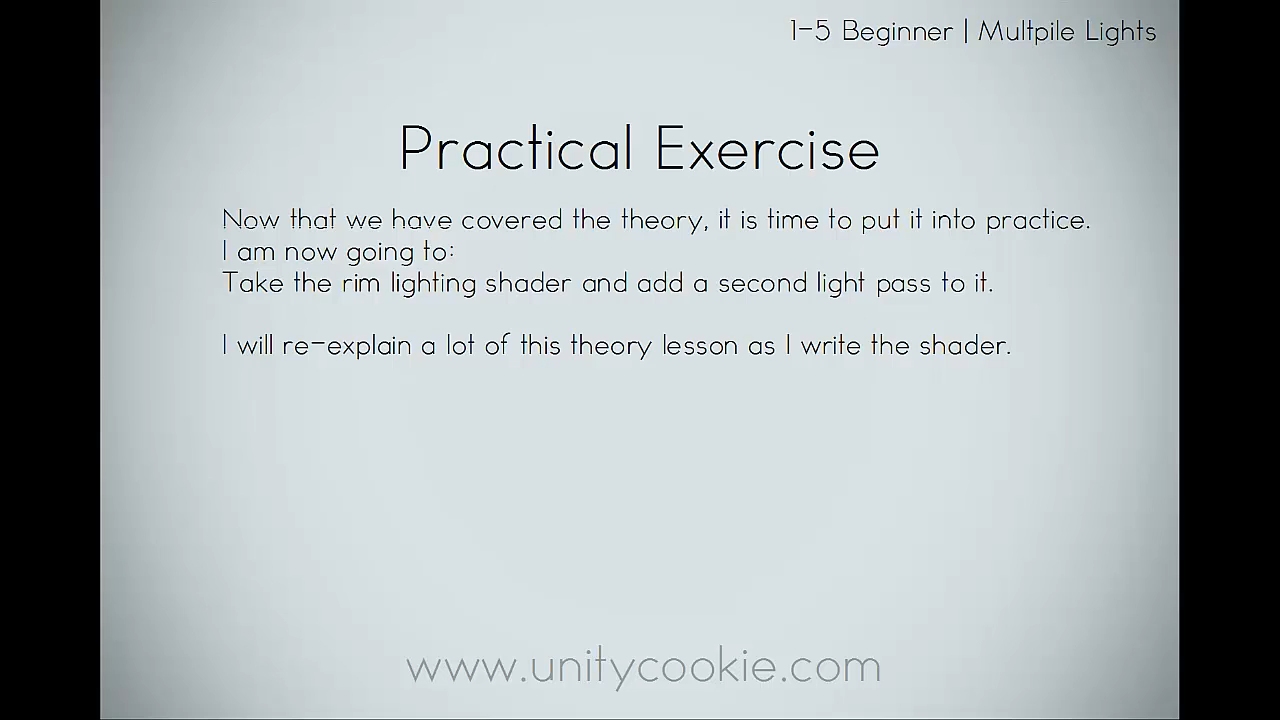 1-5 Beginner | Multpile Lights
Practical Exercise
Now that we have covered the theory, it is time to put it into practice.
I am now going to:
Take the rim lighting shader and add a second light pass to it.
I will re-explain a lot of this theory lesson as I write the shader.
www.unitycookie.com